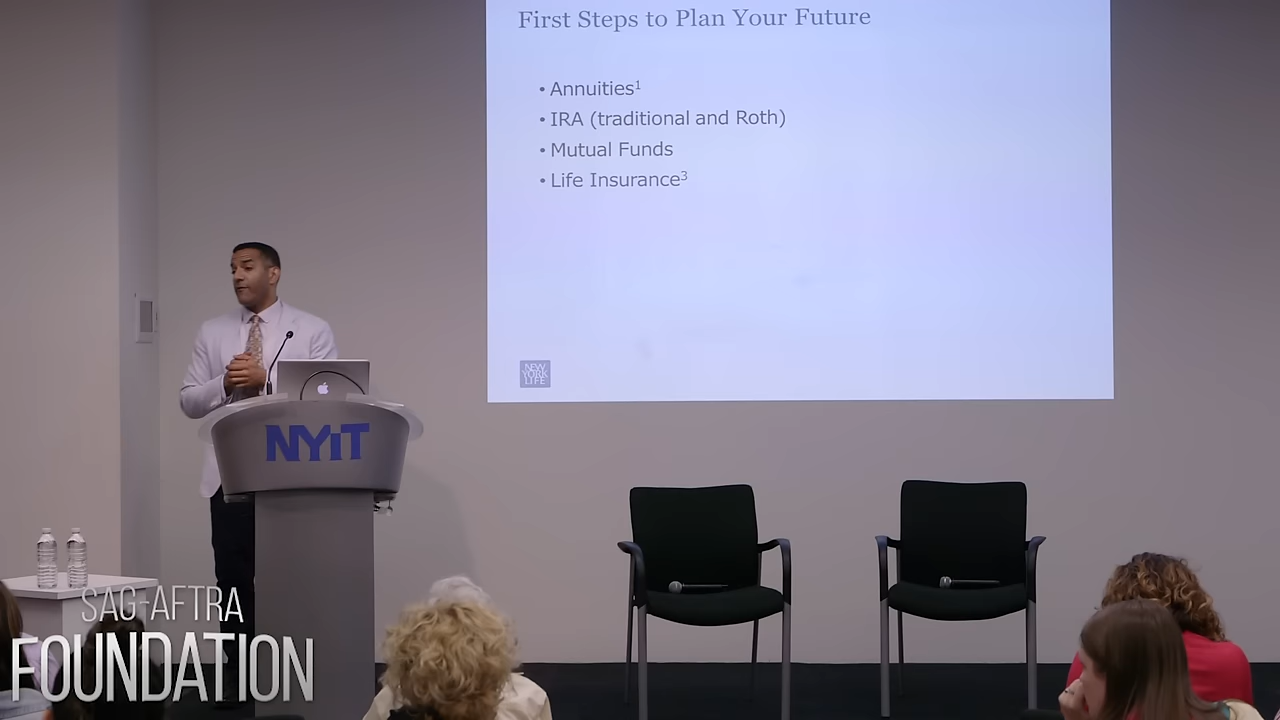 First Steps to Plan Your Future
• Annuities¹
• IRA (traditional and Roth)
• Mutual Funds
• Life Insurance³
NEW
YORK
LIFE
NYiT
SAG-AFTRA
FOUNDATION